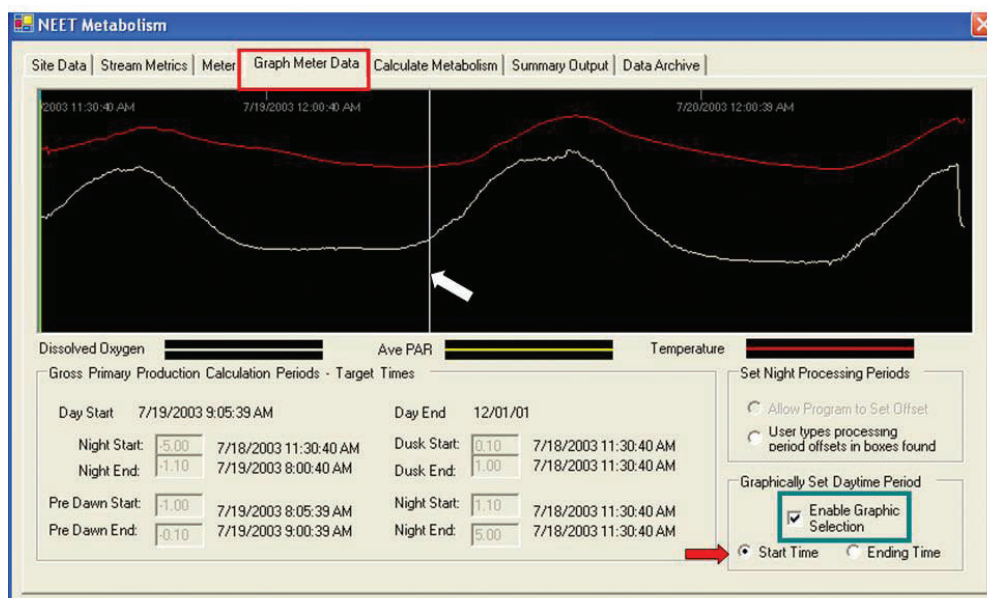 NEET Metabolism
Site Data Stream Metrics Meter Graph Meter Data Calculate Metabolism Summary Output Data Archive
2003 11:30:40 AM 7/19/2003 12:00:40 AM 7/20/2003 12:00:39 AM
Dissolved Oxygen Ave PAR Temperature
Gross Primary Production Calculation Periods - Target Times
Day Start 7/19/2003 9:05:39 AM Day End 12/01/01
Night Start: -5.00 7/18/2003 11:30:40 AM Dusk Start: 0.10 7/18/2003 11:30:40 AM
Night End: -1.10 7/19/2003 8:00:40 AM Dusk End: 1.00 7/18/2003 11:30:40 AM
Pre Dawn Start: -1.00 7/19/2003 8:05:39 AM Night Start: 1.10 7/18/2003 11:30:40 AM
Pre Dawn End: -0.10 7/19/2003 9:00:39 AM Night End: 5.00 7/18/2003 11:30:40 AM
Set Night Processing Periods
Allow Program to Set Offset
User types processing
period offsets in boxes found
Graphically Set Daytime Period
Enable Graphic
Selection
Start Time Ending Time